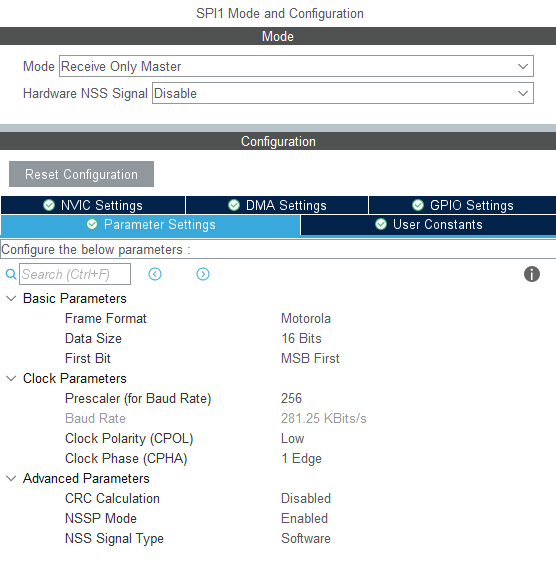 SPI1 Mode and Configuration
Mode
Mode Receive Only Master
Hardware NSS Signal Disable
Configuration
Reset Configuration
NVIC Settings DMA Settings GPIO Settings
Parameter Settings User Constants
Configure the below parameters :
Search (Ctrl+F)
Basic Parameters
Frame Format Motorola
Data Size 16 Bits
First Bit MSB First
Clock Parameters
Prescaler (for Baud Rate) 256
Baud Rate 281.25 KBits/s
Clock Polarity (CPOL) Low
Clock Phase (CPHA) 1 Edge
Advanced Parameters
CRC Calculation Disabled
NSSP Mode Enabled
NSS Signal Type Software